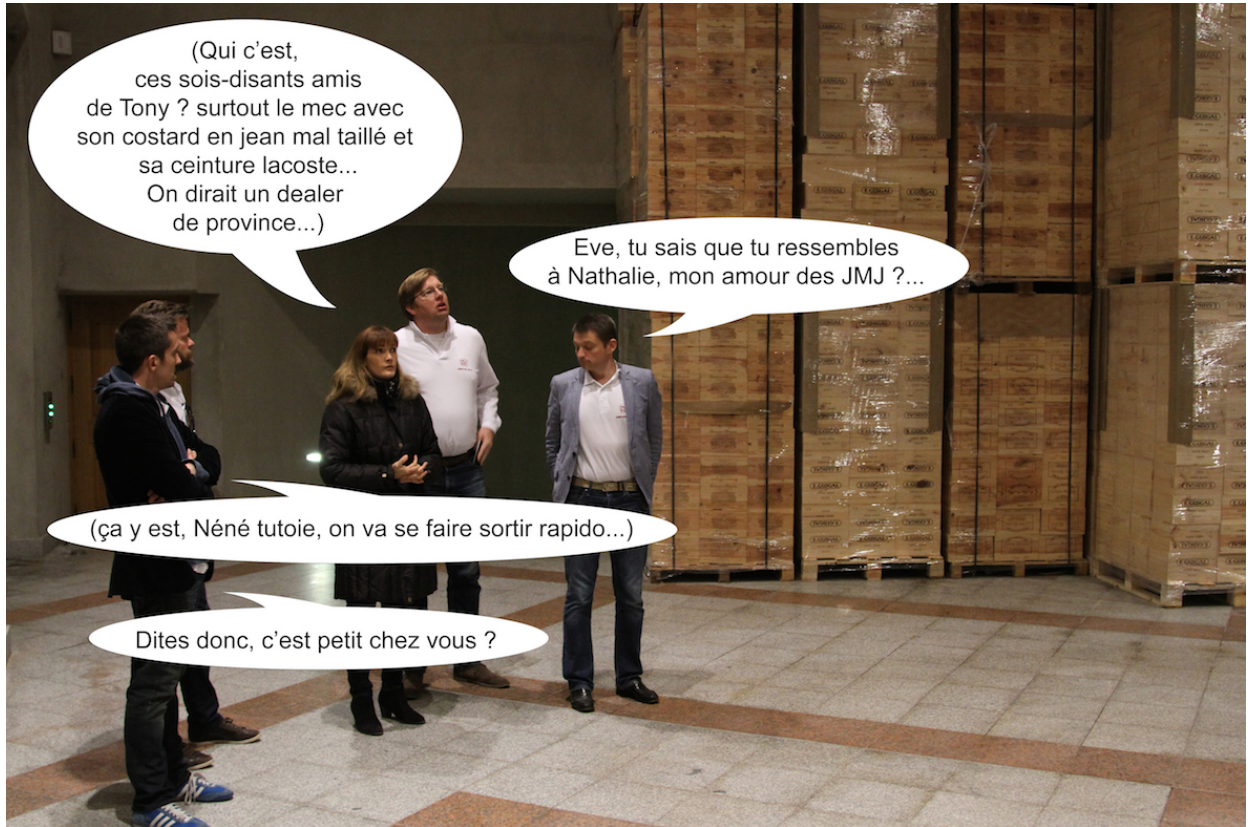 (Qui c'est,
ces sois-disants amis
de Tony ? surtout le mec avec
son costard en jean mal taillé et
sa ceinture lacoste...
On dirait un dealer
de province...)
Eve, tu sais que tu ressembles
à Nathalie, mon amour des JMJ ?...
(ça y est, Néné tutoie, on va se faire sortir rapido...)
Dites donc, c'est petit chez vous ?